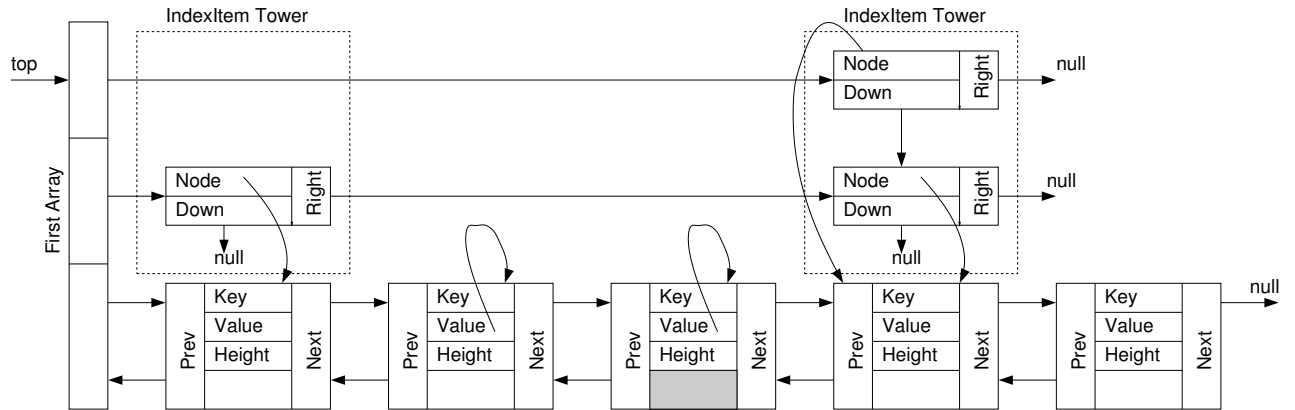 IndexItem Tower
IndexItem Tower
top
Node
Down
Right
null
First Array
Node
Down
Right
null
Node
Down
Right
null
null
Prev
Key
Value
Height
Next
Prev
Key
Value
Height
Next
Prev
Key
Value
Height
Next
Prev
Key
Value
Height
Next
Prev
Key
Value
Height
Next
null